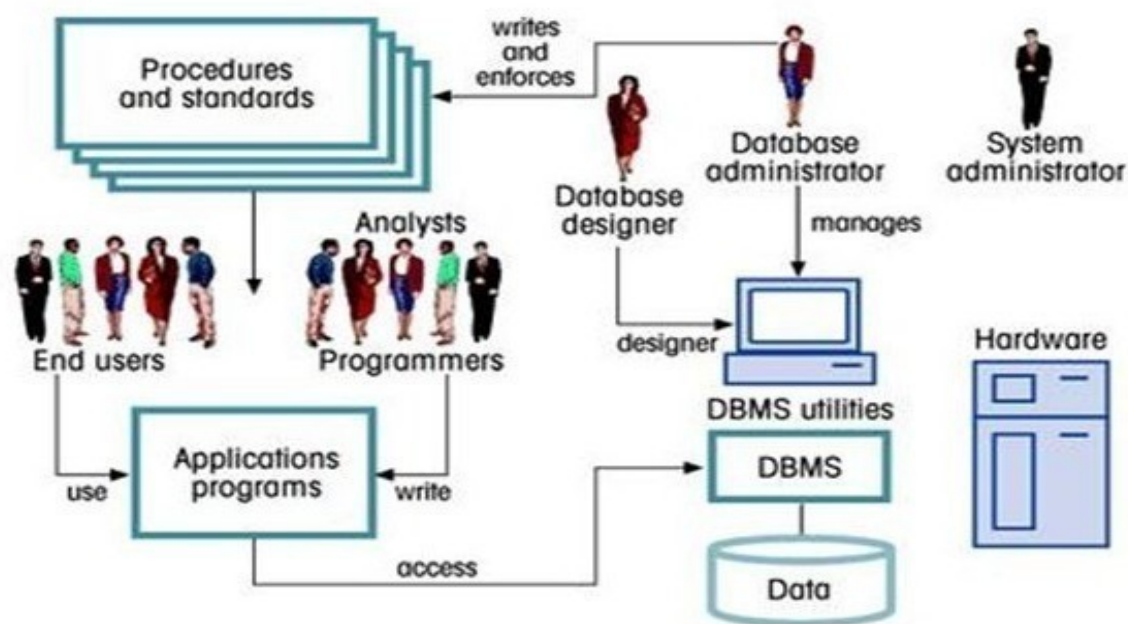 writes
and
enforces
Procedures
and standards
Database
administrator
System
administrator
Database
designer
manages
Analysts
designer
End users
Programmers
Hardware
DBMS utilities
Applications
programs
use
write
DBMS
access
Data